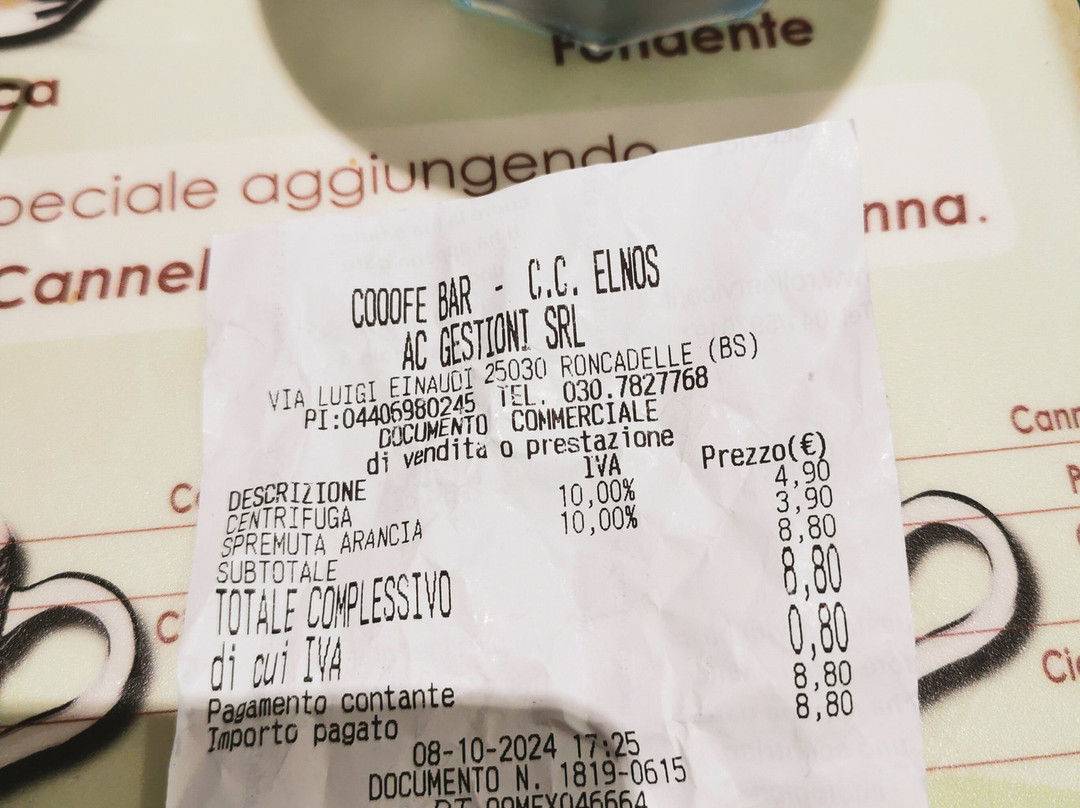 Fondente
ca
peciale aggiungendo
nna.
Cannel
COOOFE BAR - C.C. ELNOS
AC GESTIONI SRL
VIA LUIGI EINAUDI 25030 RONCADELLE (BS)
PI:04406980245 TEL. 030.7827768
DOCUMENTO COMMERCIALE
di vendita o prestazione
DESCRIZIONE IVA Prezzo(€)
CENTRIFUGA 10,00% 4,90
SPREMUTA ARANCIA 10,00% 3,90
SUBTOTALE 8,80
TOTALE COMPLESSIVO 8,80
di cui IVA 0,80
Pagamento contante 8,80
Importo pagato 8,80
08-10-2024 17:25
DOCUMENTO N. 1819-0615
Cann
Ci